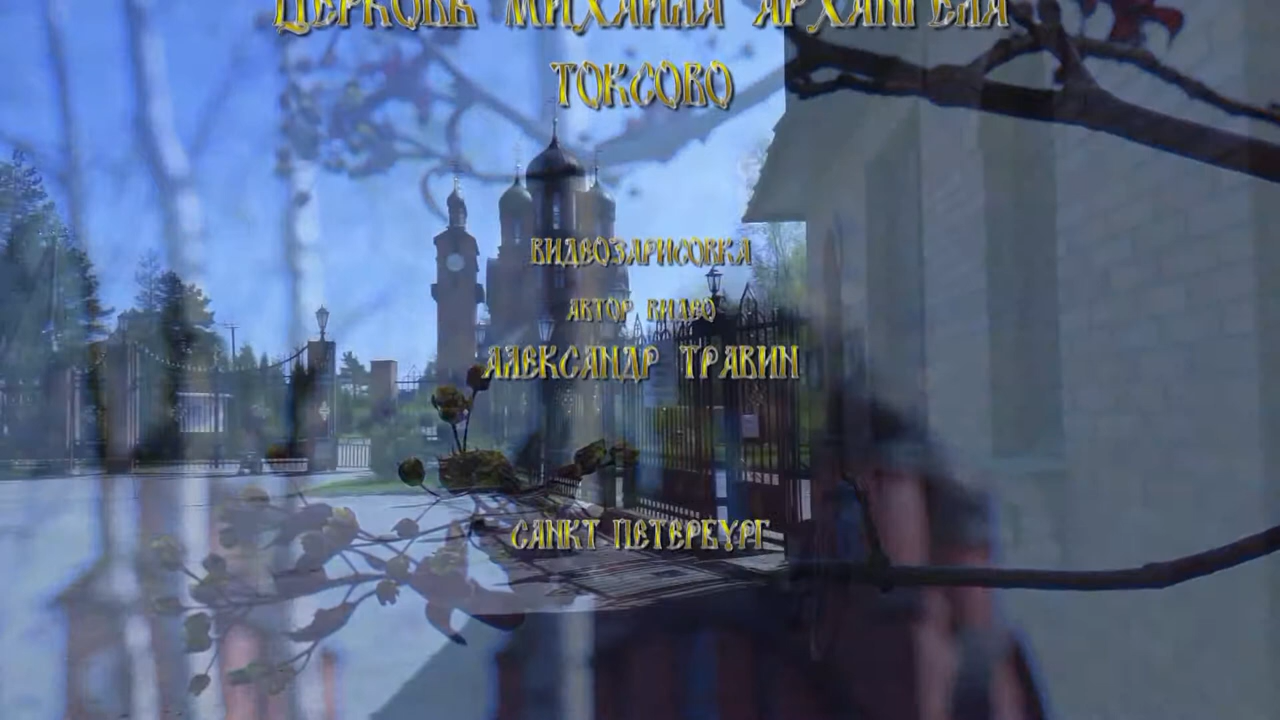 ЦЕРКОВЬ МИХАИЛА АРХАНГЕЛА
ТОКСОВО
ВИДЕОЗАРИСОВКА
АВТОР ВИДЕО
АЛЕКСАНДР ТРАВИН
САНКТ ПЕТЕРБУРГ